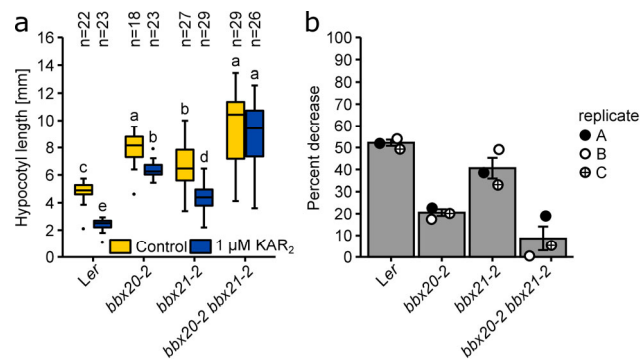 a
n=22
n=23
n=18
n=23
n=27
n=29
n=29
n=26
Hypocotyl length [mm]
16
14
12
10
8
6
4
2
0
c
e
a
b
b
d
a
a
Control
1 µM KAR2
Ler
bbx20-2
bbx21-2
bbx20-2 bbx21-2
b
Percent decrease
100
90
80
70
60
50
40
30
20
10
0
Ler
bbx20-2
bbx21-2
bbx20-2 bbx21-2
replicate
A
B
C